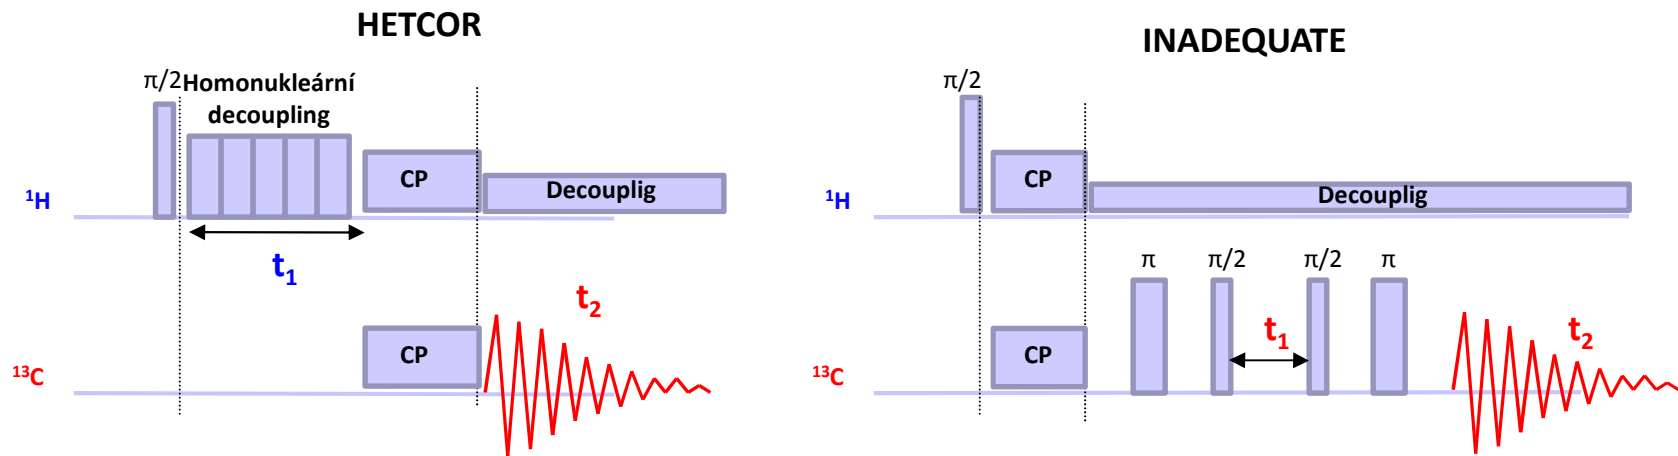 HETCOR
π/2
Homonukleární
decoupling
CP
Decouplig
¹H
t₁
t₂
CP
¹³C
INADEQUATE
π/2
CP
Decouplig
¹H
π
π/2
π/2
π
t₁
t₂
CP
¹³C